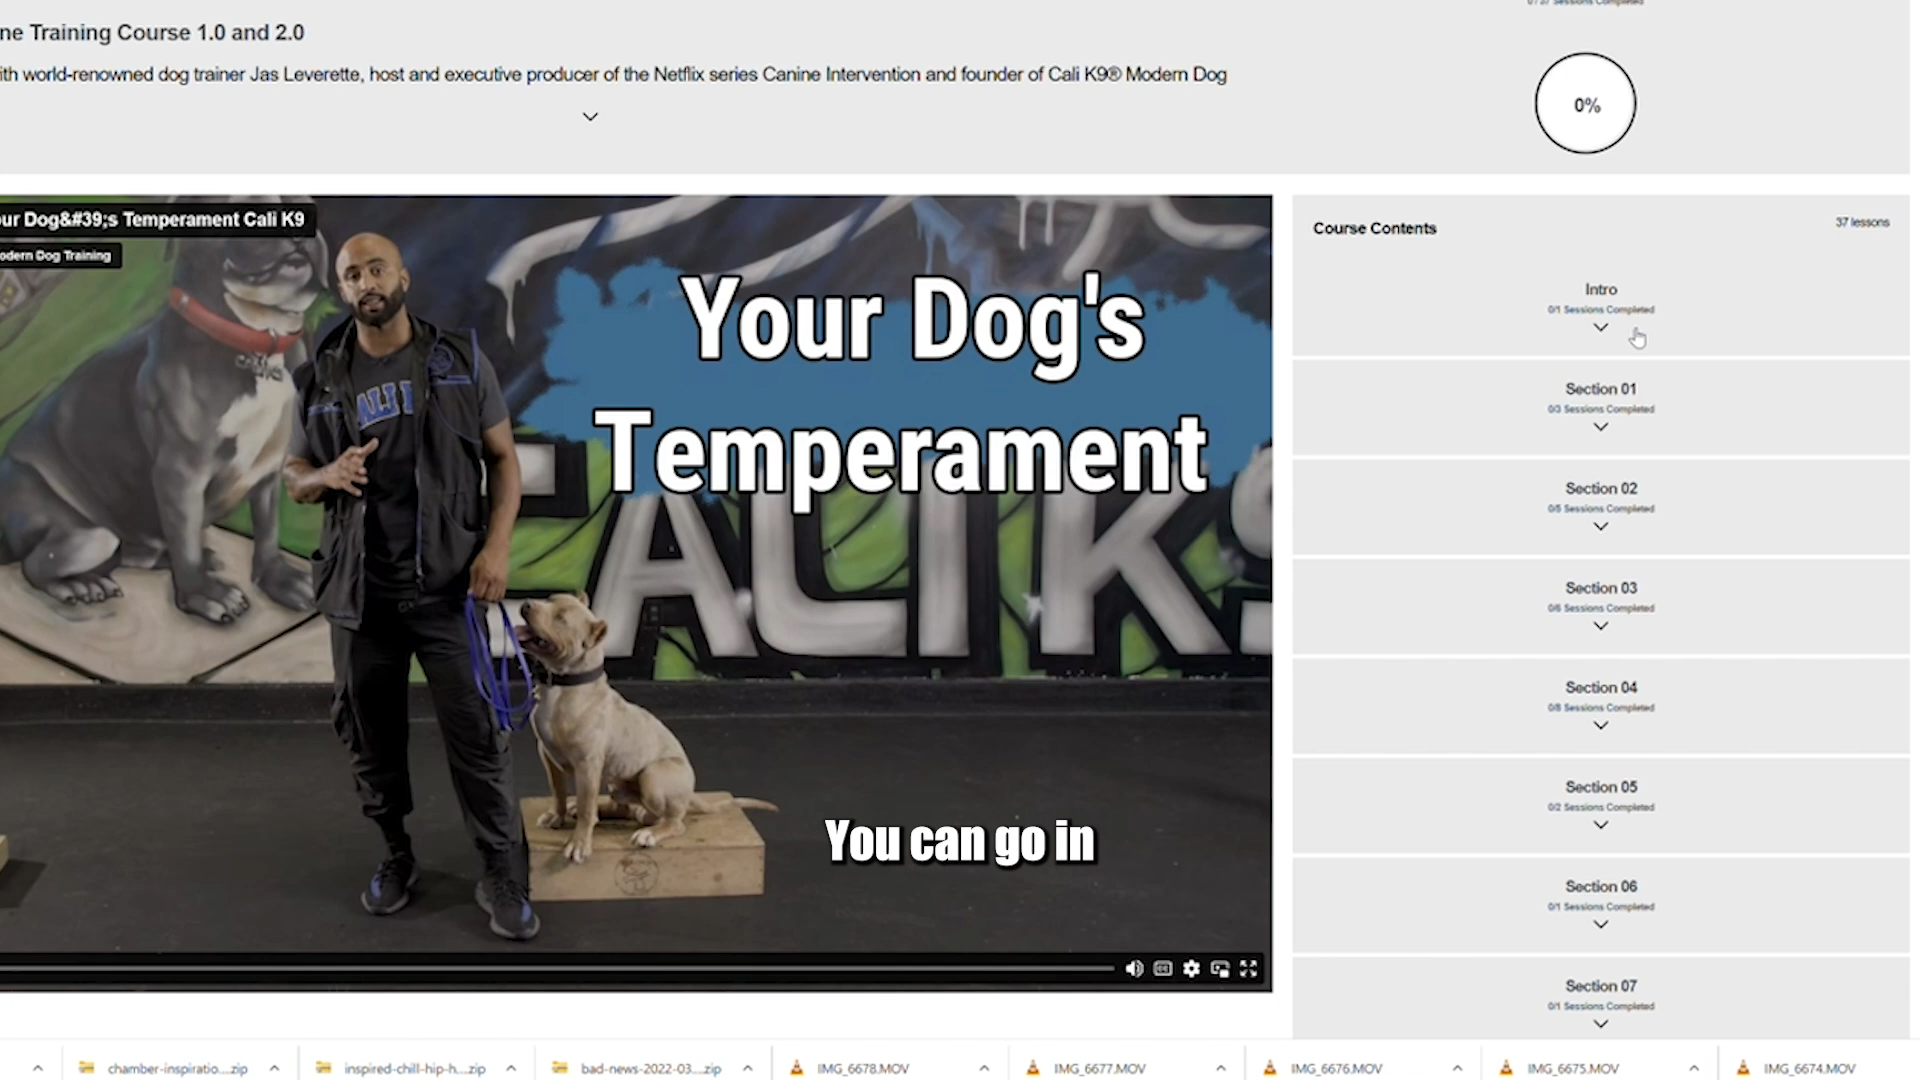 ne Training Course 1.0 and 2.0
ith world-renowned dog trainer Jas Leverette, host and executive producer of the Netflix series Canine Intervention and founder of Cali K9® Modern Dog
0%
our Dog&#39;s Temperament Cali K9
odern Dog Training
Your Dog's
Temperament
CALI K9
ALI K
You can go in
Course Contents
37 lessons
Intro
0/1 Sessions Completed
Section 01
0/3 Sessions Completed
Section 02
0/5 Sessions Completed
Section 03
0/6 Sessions Completed
Section 04
0/8 Sessions Completed
Section 05
0/2 Sessions Completed
Section 06
0/1 Sessions Completed
Section 07
0/1 Sessions Completed
chamber-inspiratio....zip
inspired-chill-hip-h....zip
bad-news-2022-03....zip
IMG_6678.MOV
IMG_6677.MOV
IMG_6676.MOV
IMG_6675.MOV
IMG_6674.MOV